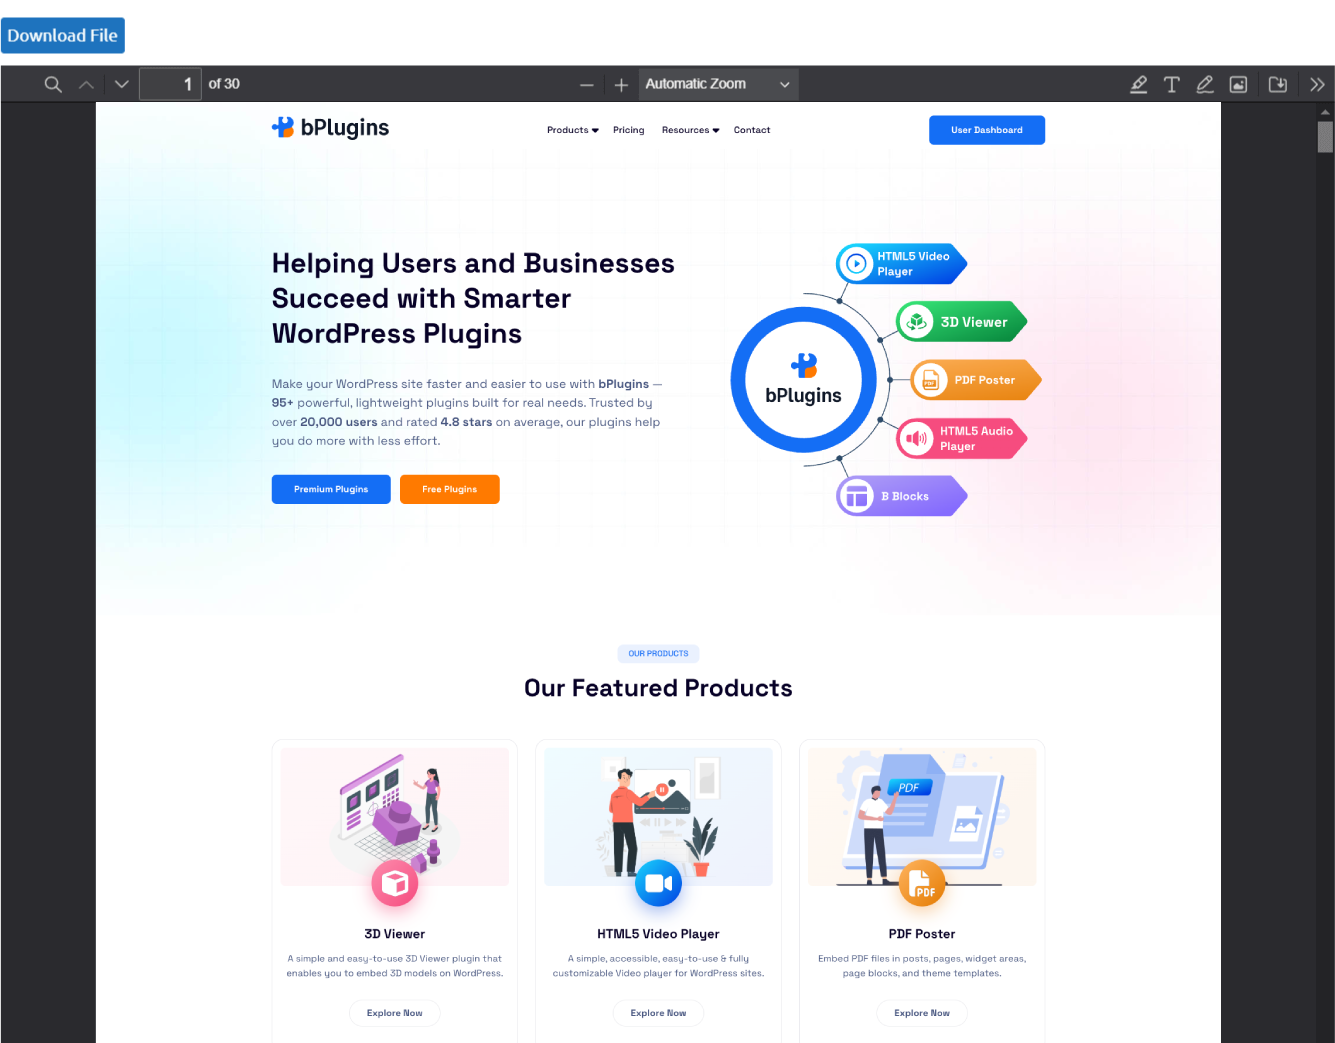 Download File
1 of 30
Automatic Zoom
bPlugins
Products
Pricing
Resources
Contact
User Dashboard
Helping Users and Businesses
Succeed with Smarter
WordPress Plugins
Make your WordPress site faster and easier to use with bPlugins —
95+ powerful, lightweight plugins built for real needs. Trusted by
over 20,000 users and rated 4.8 stars on average, our plugins help
you do more with less effort.
Premium Plugins
Free Plugins
bPlugins
HTML5 Video
Player
3D Viewer
PDF Poster
HTML5 Audio
Player
B Blocks
OUR PRODUCTS
Our Featured Products
3D Viewer
A simple and easy-to-use 3D Viewer plugin that
enables you to embed 3D models on WordPress.
Explore Now
HTML5 Video Player
A simple, accessible, easy-to-use & fully
customizable Video player for WordPress sites.
Explore Now
PDF
PDF
PDF Poster
Embed PDF files in posts, pages, widget areas,
page blocks, and theme templates.
Explore Now